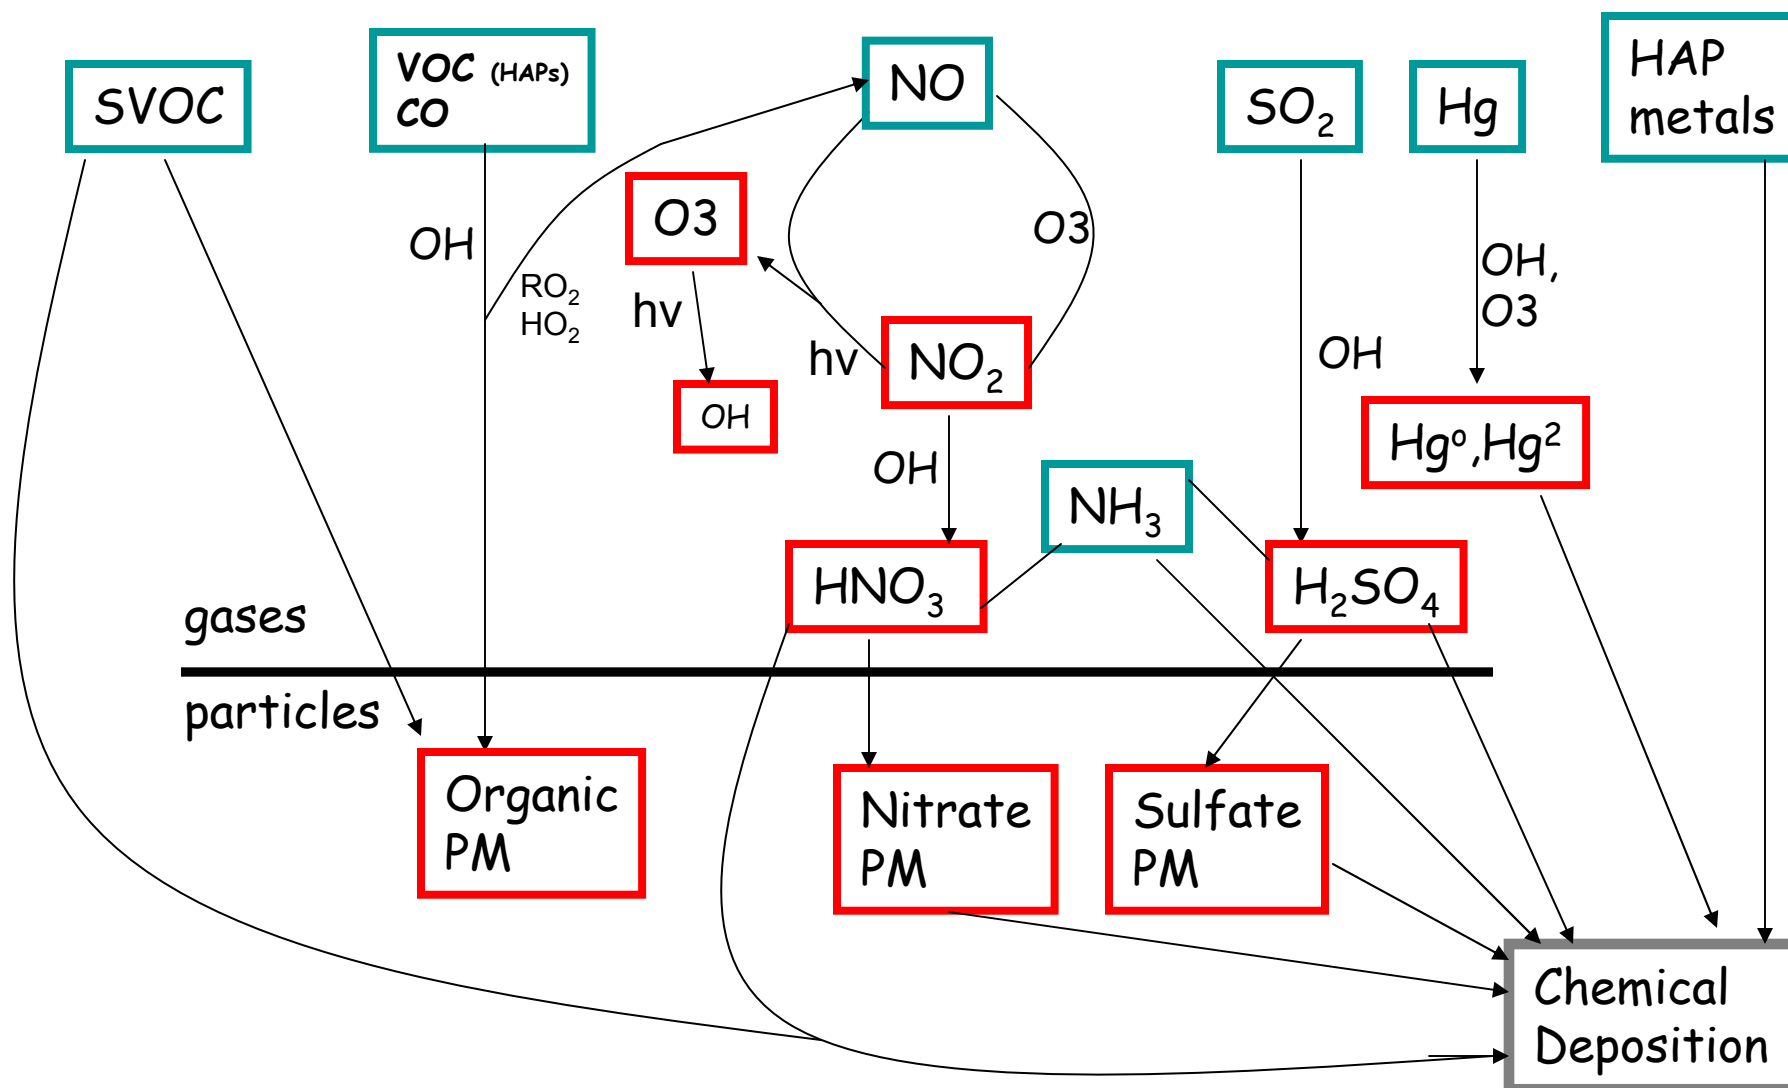 SVOC
VOC (HAPs)
CO
NO
SO₂
Hg
HAP
metals
O3
O3
OH
RO₂
HO₂
hv
hv
NO₂
OH,
O3
OH
OH
Hg⁰,Hg²
OH
NH₃
HNO₃
H₂SO₄
gases
particles
Organic
PM
Nitrate
PM
Sulfate
PM
Chemical
Deposition